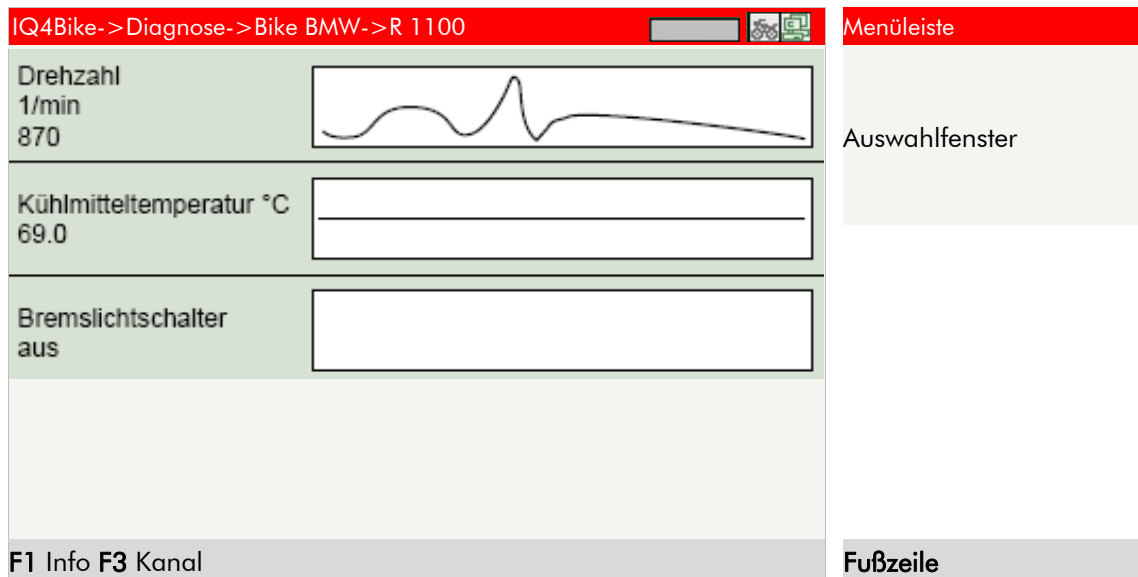 IQ4Bike->Diagnose->Bike BMW->R 1100
Menüleiste
Drehzahl
1/min
870
Auswahlfenster
Kühlmitteltemperatur °C
69.0
Bremslichtschalter
aus
F1 Info F3 Kanal
Fußzeile